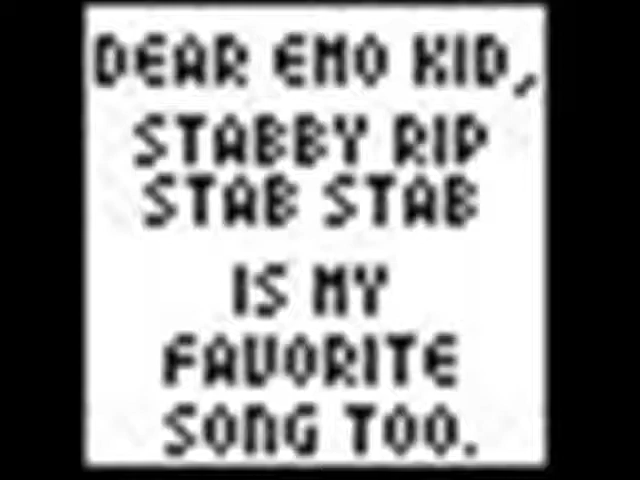 DEAR EMO KID,
STABBY RIP
STAB STAB
IS MY
FAVORITE
SONG TOO.